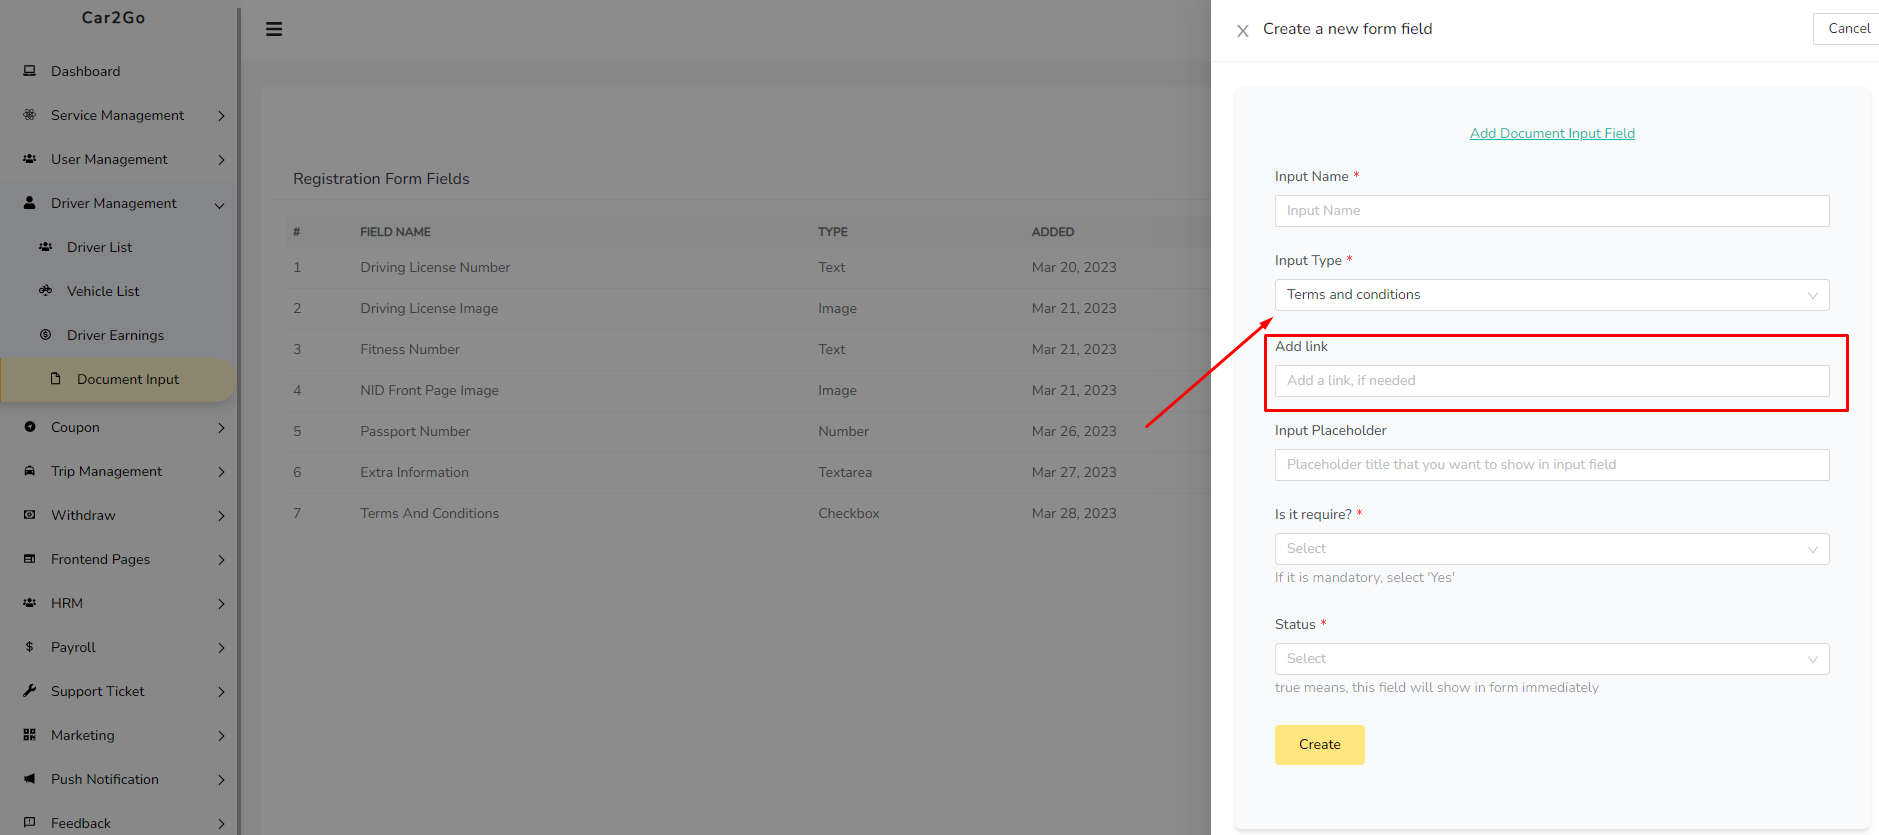 Car2Go
Dashboard
Service Management
User Management
Driver Management
Driver List
Vehicle List
Driver Earnings
Document Input
Coupon
Trip Management
Withdraw
Frontend Pages
HRM
Payroll
Support Ticket
Marketing
Push Notification
Feedback
Registration Form Fields
# FIELD NAME TYPE ADDED
1 Driving License Number Text Mar 20, 2023
2 Driving License Image Image Mar 21, 2023
3 Fitness Number Text Mar 21, 2023
4 NID Front Page Image Image Mar 21, 2023
5 Passport Number Number Mar 26, 2023
6 Extra Information Textarea Mar 27, 2023
7 Terms And Conditions Checkbox Mar 28, 2023
Create a new form field
Cancel
Add Document Input Field
Input Name *
Input Name
Input Type *
Terms and conditions
Add link
Add a link, if needed
Input Placeholder
Placeholder title that you want to show in input field
Is it require? *
Select
If it is mandatory, select 'Yes'
Status *
Select
true means, this field will show in form immediately
Create